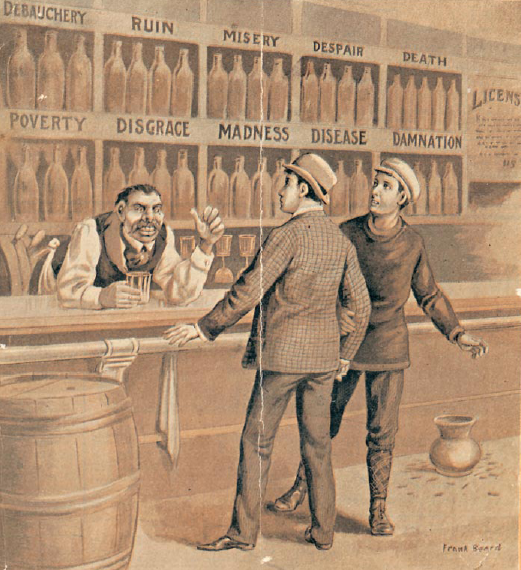 DEBAUCHERY RUIN MISERY DESPAIR DEATH
LICENS
POVERTY DISGRACE MADNESS DISEASE DAMNATION
Frank Beard